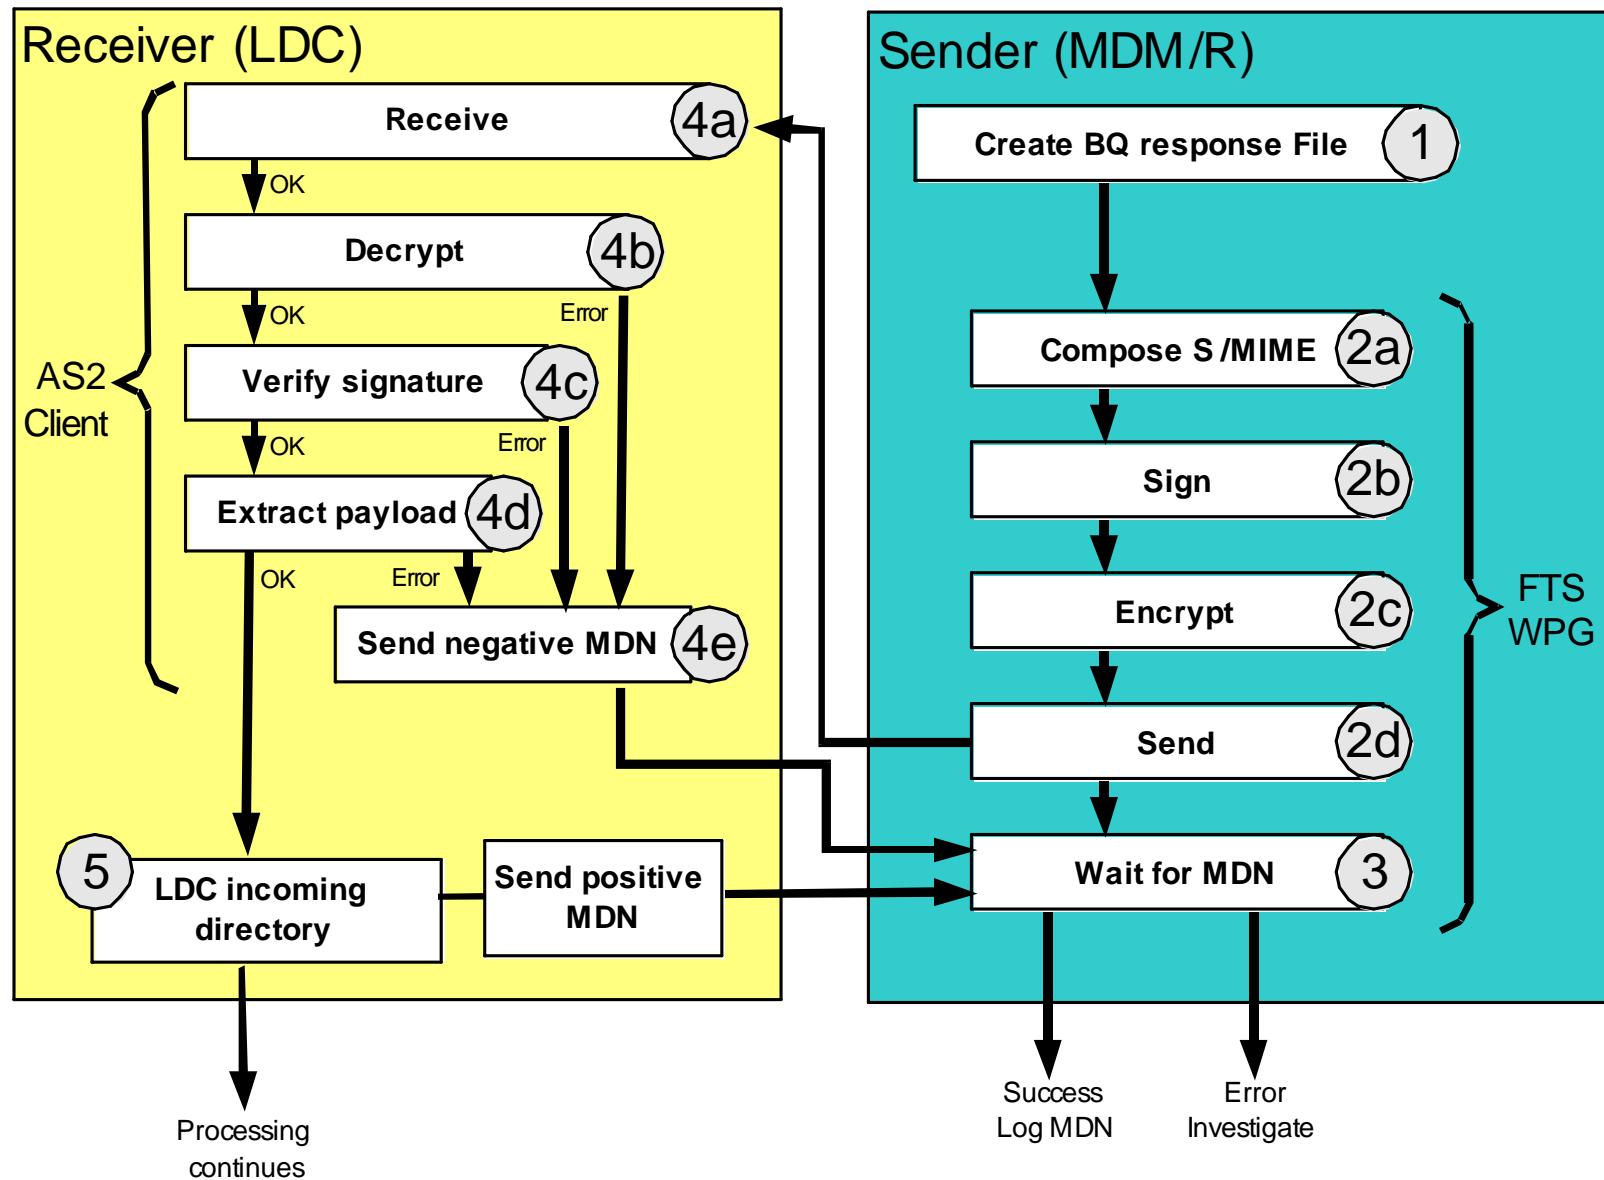 Receiver (LDC)
Receive
4a
OK
Decrypt
4b
OK
Error
Verify signature
4c
OK
Error
Extract payload
4d
OK
Error
Send negative MDN
4e
AS2
Client
5
LDC incoming
directory
Send positive
MDN
Processing
continues
Sender (MDM/R)
Create BQ response File
1
Compose S/MIME
2a
Sign
2b
Encrypt
2c
Send
2d
Wait for MDN
3
FTS
WPG
Success
Log MDN
Error
Investigate